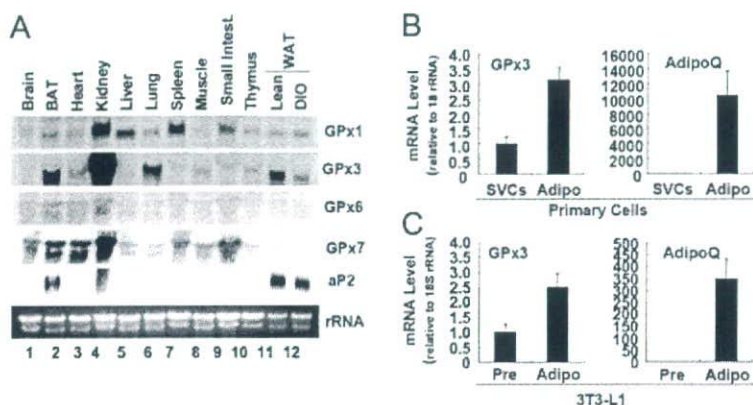 A
Brain
BAT
Heart
Kidney
Liver
Lung
Spleen
Muscle
Small Intest.
Thymus
Lean
DIO
WAT
GPx1
GPx3
GPx6
GPx7
aP2
rRNA
1 2 3 4 5 6 7 8 9 10 11 12
B
GPx3
mRNA Level
(relative to 18 rRNA)
4.0
3.5
3.0
2.5
2.0
1.5
1.0
0.5
0.0
SVCs Adipo
AdipoQ
16000
14000
12000
10000
8000
6000
4000
2000
0
SVCs Adipo
Primary Cells
C
GPx3
mRNA Level
(relative to 18S rRNA)
4.0
3.5
3.0
2.5
2.0
1.5
1.0
0.5
0.0
Pre Adipo
AdipoQ
500
450
400
350
300
250
200
150
100
50
0
Pre Adipo
3T3-L1